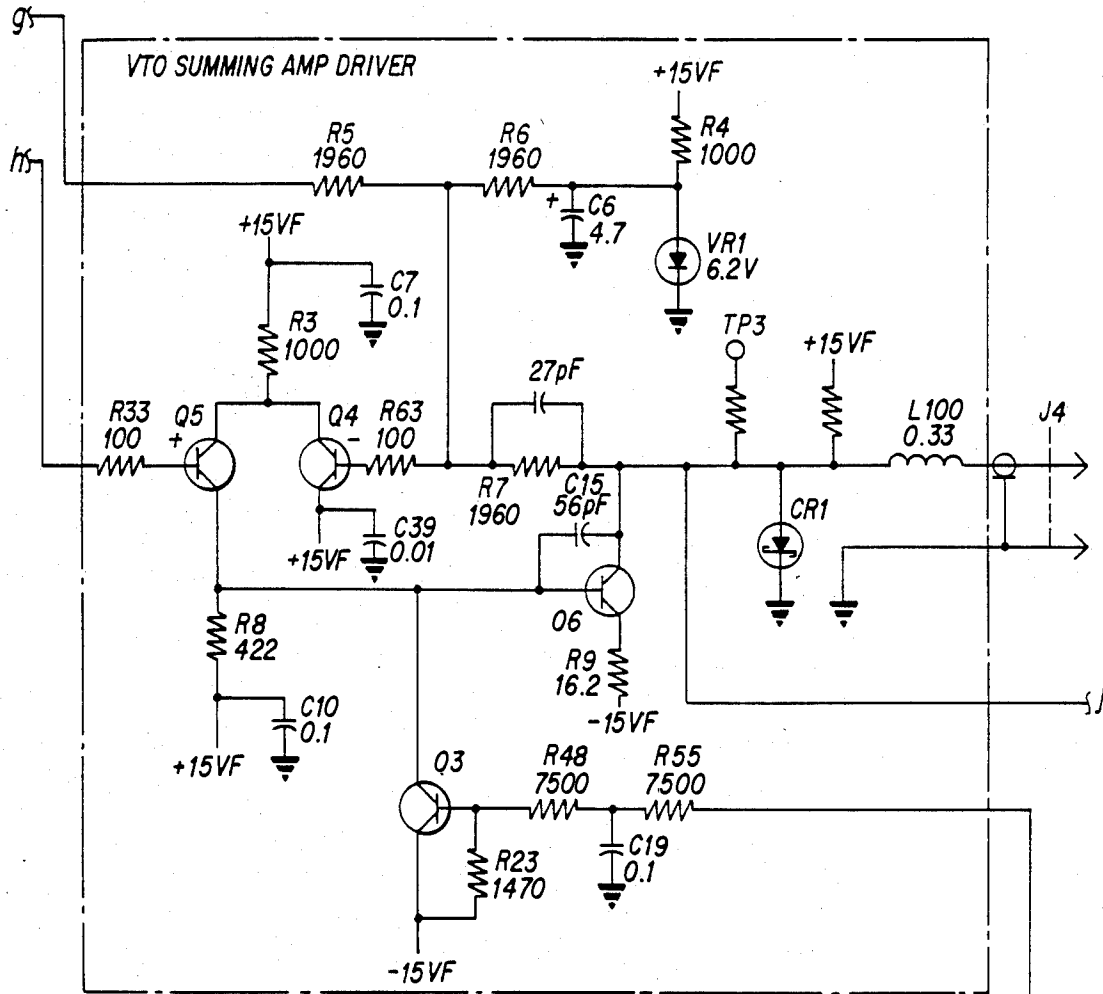 g
VTO SUMMING AMP DRIVER
+15VF
R5
1960
R6
1960
R4
1000
h
+
C6
4.7
+15VF
VR1
6.2V
C7
0.1
R3
1000
TP3
+15VF
27pF
R33
100
Q5
+
Q4
-
R63
100
L100
0.33
J4
R7
1960
C15
56pF
CR1
C39
0.01
+15VF
R8
422
O6
R9
16.2
C10
0.1
-15VF
J
+15VF
Q3
R48
7500
R55
7500
R23
1470
C19
0.1
-15VF